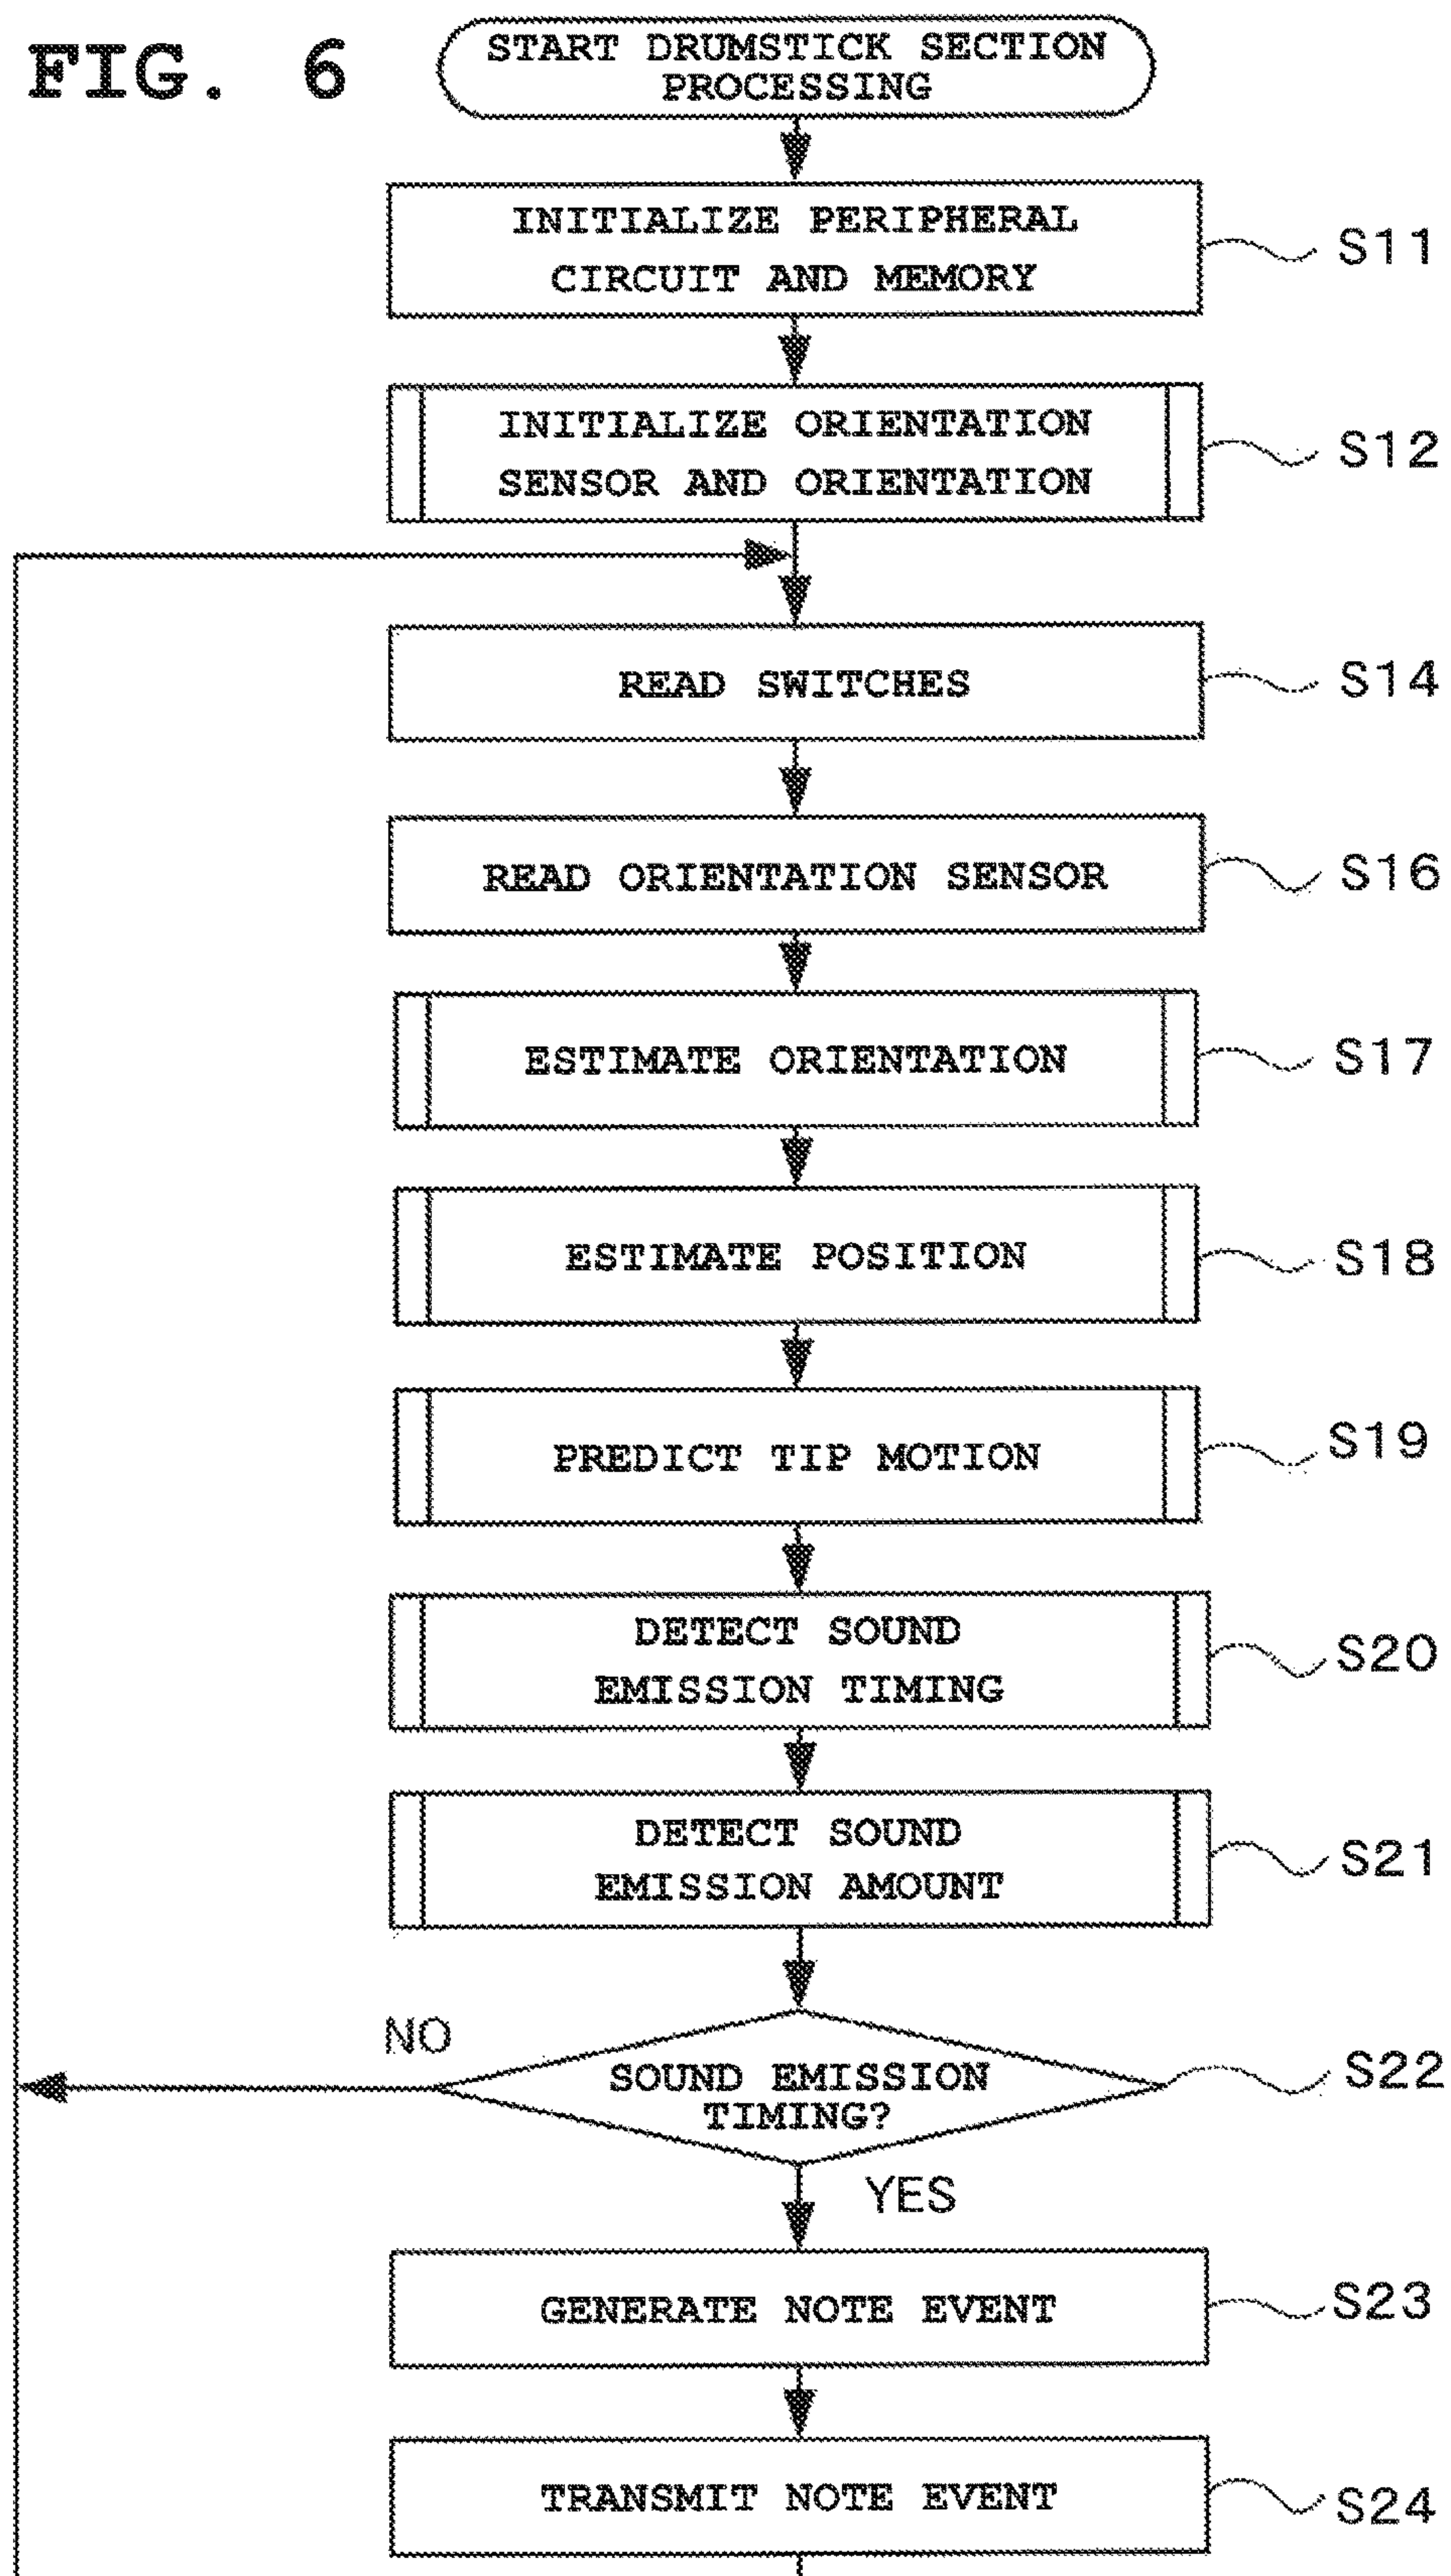 FIG. 6
START DRUMSTICK SECTION
PROCESSING
INITIALIZE PERIPHERAL
CIRCUIT AND MEMORY
S11
INITIALIZE ORIENTATION
SENSOR AND ORIENTATION
S12
READ SWITCHES
S14
READ ORIENTATION SENSOR
S16
ESTIMATE ORIENTATION
S17
ESTIMATE POSITION
S18
PREDICT TIP MOTION
S19
DETECT SOUND
EMISSION TIMING
S20
DETECT SOUND
EMISSION AMOUNT
S21
NO
SOUND EMISSION
TIMING?
S22
YES
GENERATE NOTE EVENT
S23
TRANSMIT NOTE EVENT
S24